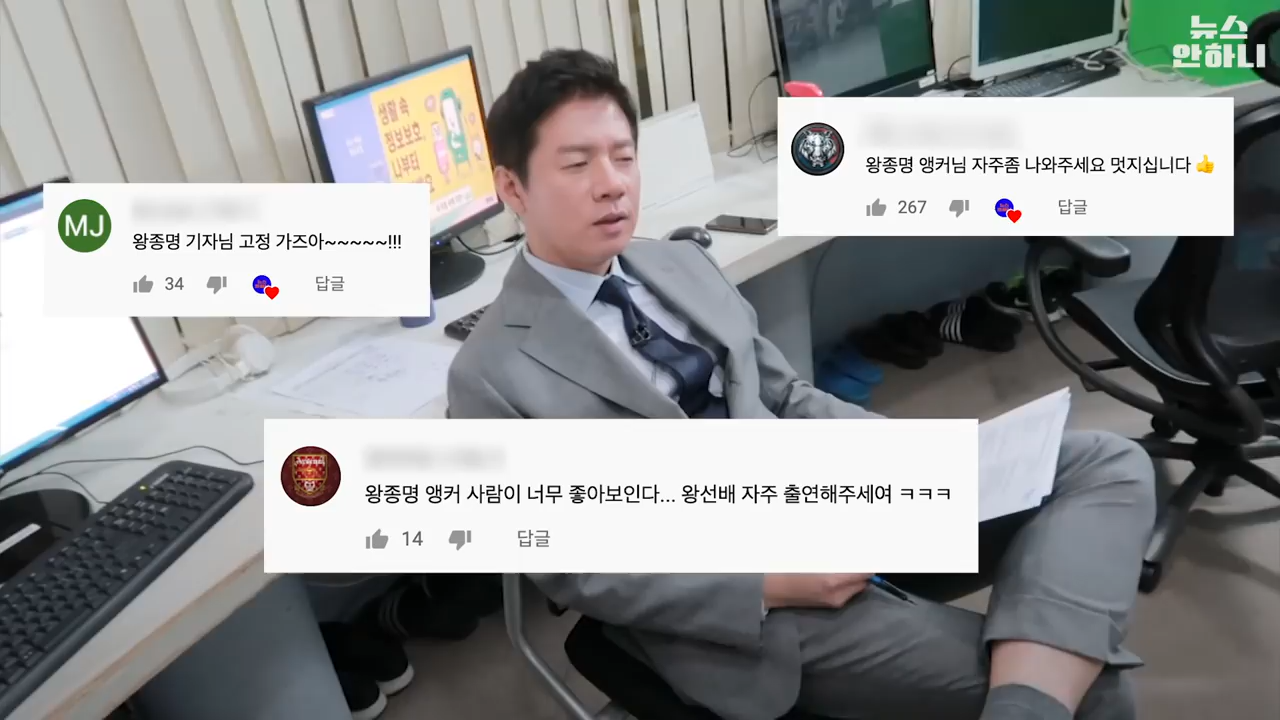 뉴스
안하니
생활 속
정보보호,
나부터
MJ
왕종명 기자님 고정 가즈아~~~~~!!!
34
답글
왕종명 앵커님 자주좀 나와주세요 멋지십니다 👍
267
답글
왕종명 앵커 사람이 너무 좋아보인다... 왕선배 자주 출연해주세여 ㅋㅋㅋ
14
답글